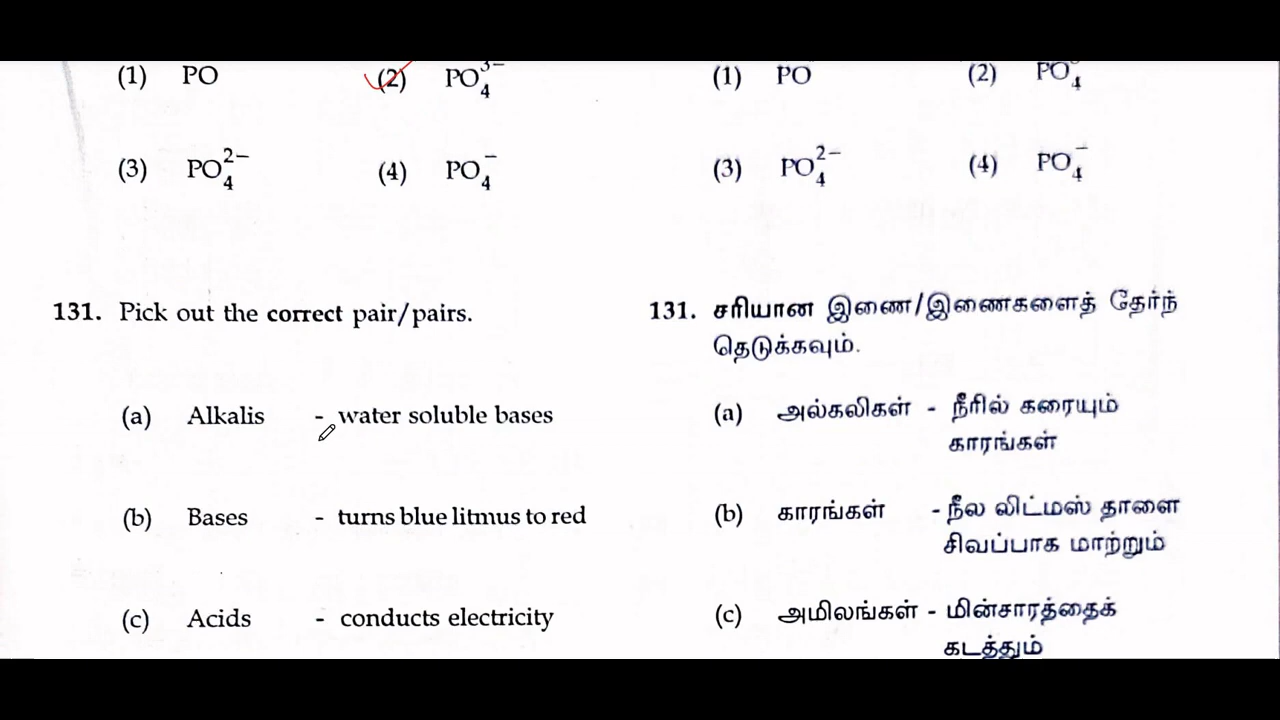 (1) PO (2) PO₄³⁻
(3) PO₄²⁻ (4) PO₄⁻
131. Pick out the correct pair/pairs.
(a) Alkalis - water soluble bases
(b) Bases - turns blue litmus to red
(c) Acids - conducts electricity
(1) PO (2) PO₄
(3) PO₄²⁻ (4) PO₄⁻
131. சரியான இணை/இணைகளைத் தேர்ந்
தெடுக்கவும்.
(a) அல்கலிகள் - நீரில் கரையும்
காரங்கள்
(b) காரங்கள் - நீல லிட்மஸ் தாளை
சிவப்பாக மாற்றும்
(c) அமிலங்கள் - மின்சாரத்தைக்
கடத்தும்